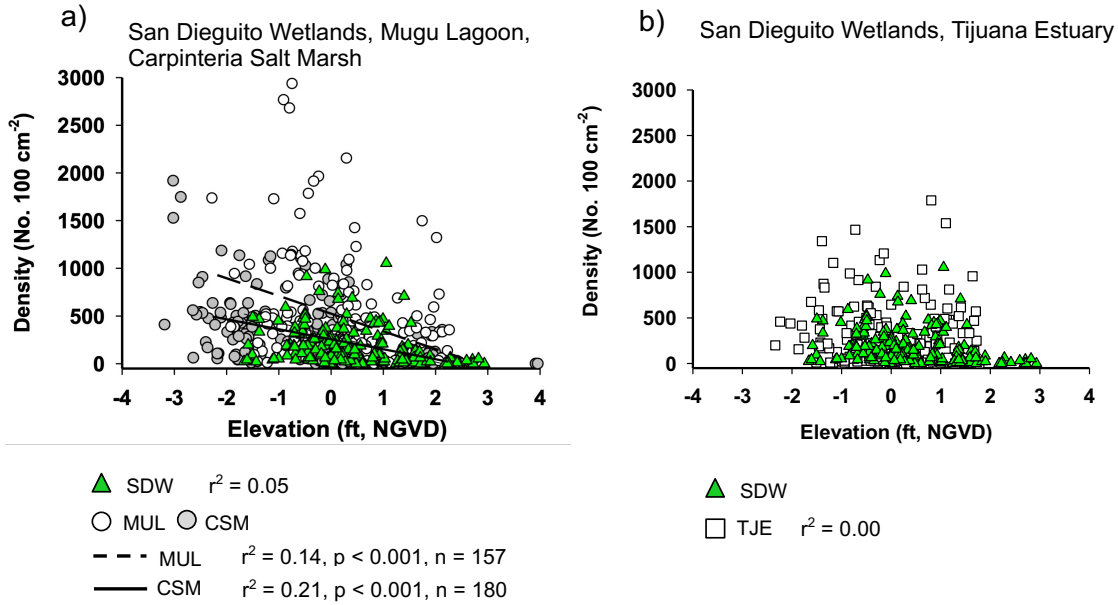 a)
San Dieguito Wetlands, Mugu Lagoon,
Carpinteria Salt Marsh
3000
2500
2000
1500
1000
500
0
Density (No. 100 cm⁻²)
-4 -3 -2 -1 0 1 2 3 4
Elevation (ft, NGVD)
SDW r² = 0.05
MUL CSM
MUL r² = 0.14, p < 0.001, n = 157
CSM r² = 0.21, p < 0.001, n = 180
b)
San Dieguito Wetlands, Tijuana Estuary
3000
2500
2000
1500
1000
500
0
Density (No. 100 cm⁻²)
-4 -3 -2 -1 0 1 2 3 4
Elevation (ft, NGVD)
SDW
TJE r² = 0.00